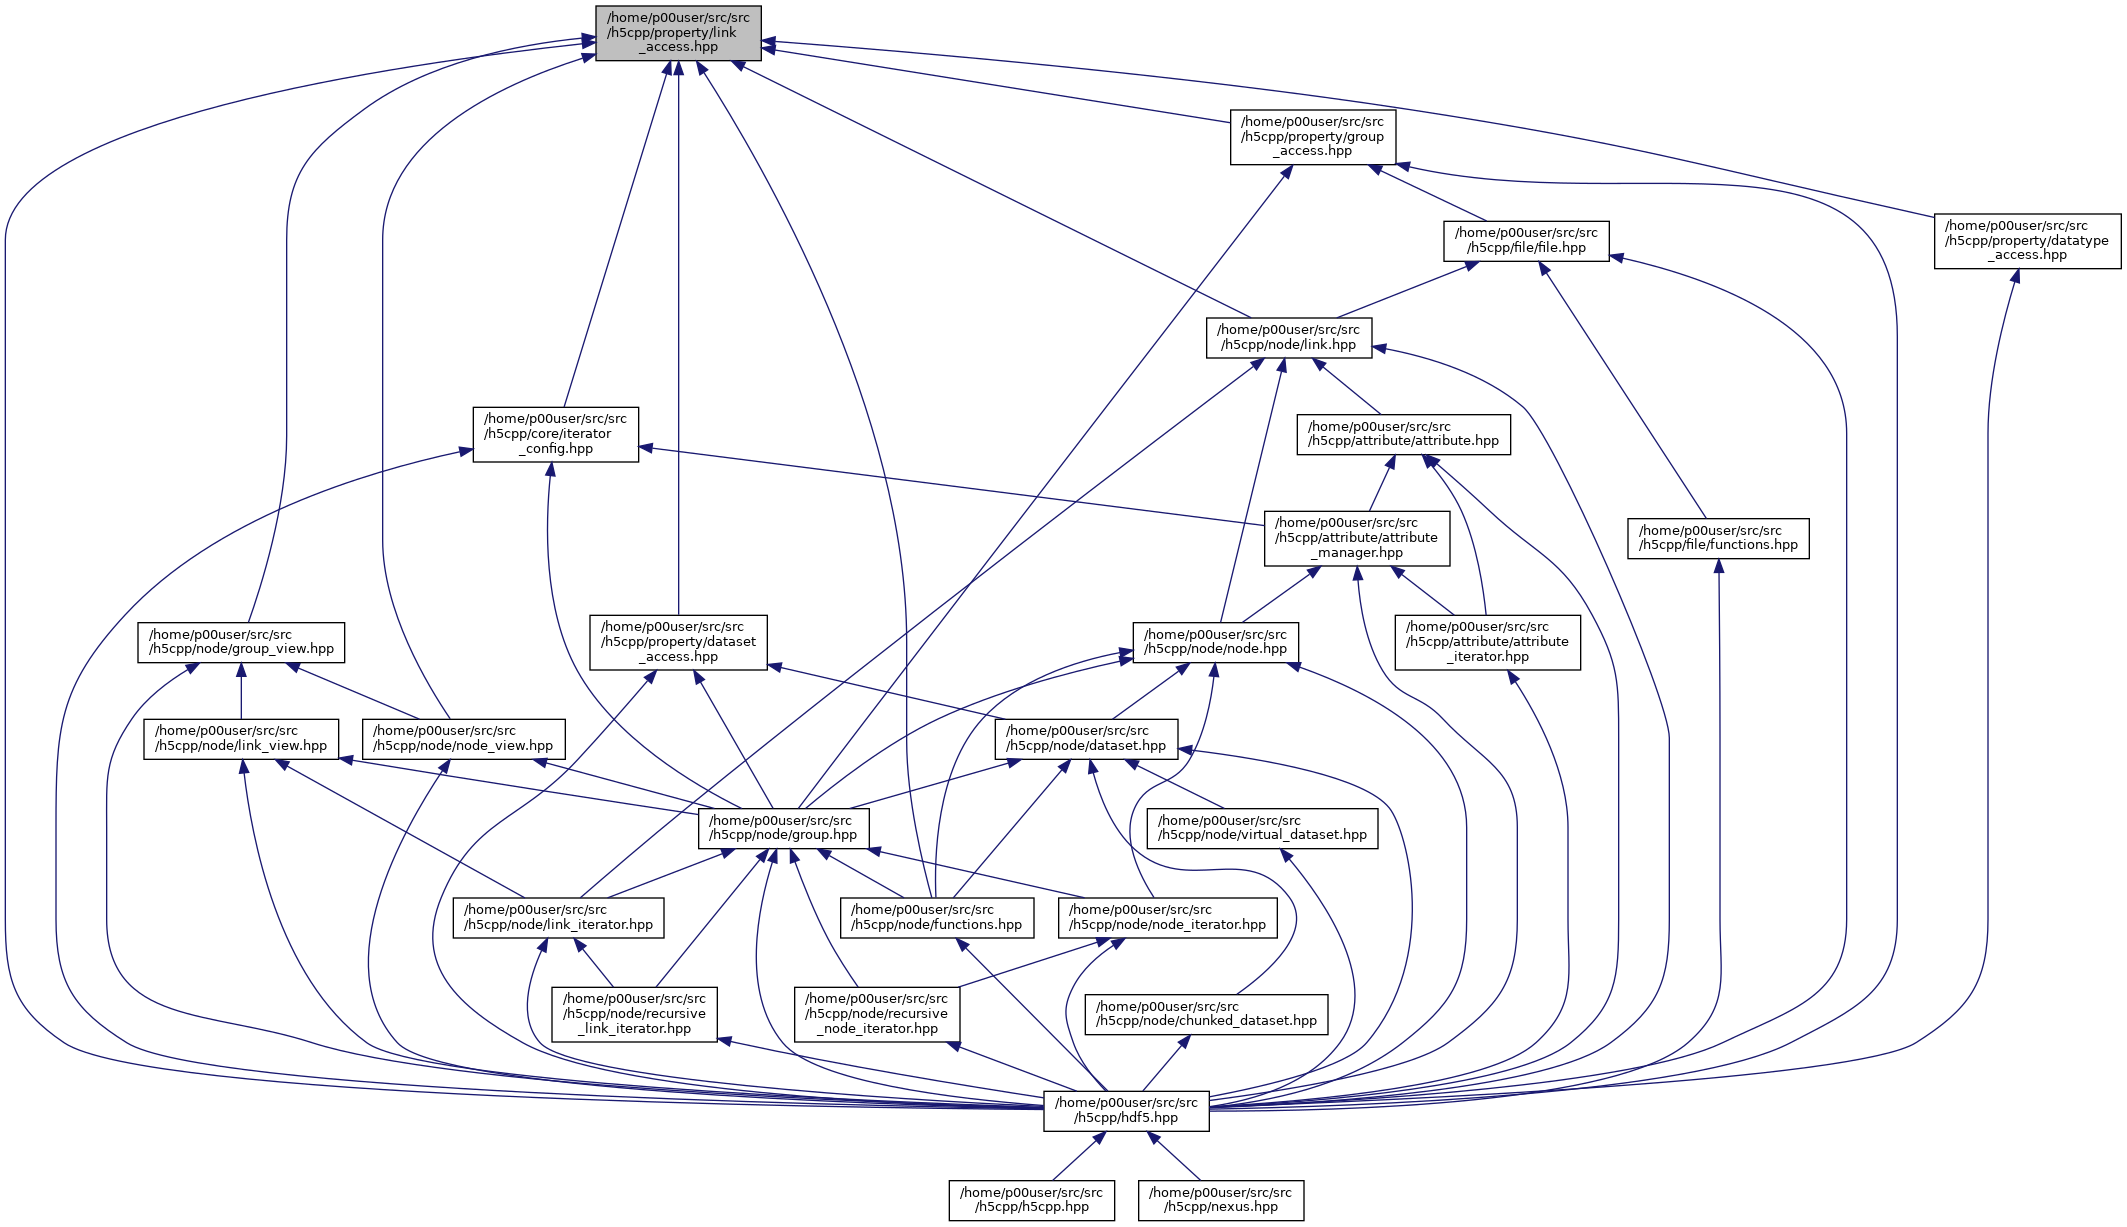 /home/p00user/src/src
/h5cpp/property/link
_access.hpp
/home/p00user/src/src
/h5cpp/property/group
_access.hpp
/home/p00user/src/src
/h5cpp/property/datatype
_access.hpp
/home/p00user/src/src
/h5cpp/file/file.hpp
/home/p00user/src/src
/h5cpp/node/link.hpp
/home/p00user/src/src
/h5cpp/core/iterator
_config.hpp
/home/p00user/src/src
/h5cpp/attribute/attribute.hpp
/home/p00user/src/src
/h5cpp/attribute/attribute
_manager.hpp
/home/p00user/src/src
/h5cpp/file/functions.hpp
/home/p00user/src/src
/h5cpp/node/group_view.hpp
/home/p00user/src/src
/h5cpp/property/dataset
_access.hpp
/home/p00user/src/src
/h5cpp/node/node.hpp
/home/p00user/src/src
/h5cpp/attribute/attribute
_iterator.hpp
/home/p00user/src/src
/h5cpp/node/link_view.hpp
/home/p00user/src/src
/h5cpp/node/node_view.hpp
/home/p00user/src/src
/h5cpp/node/dataset.hpp
/home/p00user/src/src
/h5cpp/node/group.hpp
/home/p00user/src/src
/h5cpp/node/virtual_dataset.hpp
/home/p00user/src/src
/h5cpp/node/link_iterator.hpp
/home/p00user/src/src
/h5cpp/node/functions.hpp
/home/p00user/src/src
/h5cpp/node/node_iterator.hpp
/home/p00user/src/src
/h5cpp/node/recursive
_link_iterator.hpp
/home/p00user/src/src
/h5cpp/node/recursive
_node_iterator.hpp
/home/p00user/src/src
/h5cpp/node/chunked_dataset.hpp
/home/p00user/src/src
/h5cpp/hdf5.hpp
/home/p00user/src/src
/h5cpp/h5cpp.hpp
/home/p00user/src/src
/h5cpp/nexus.hpp